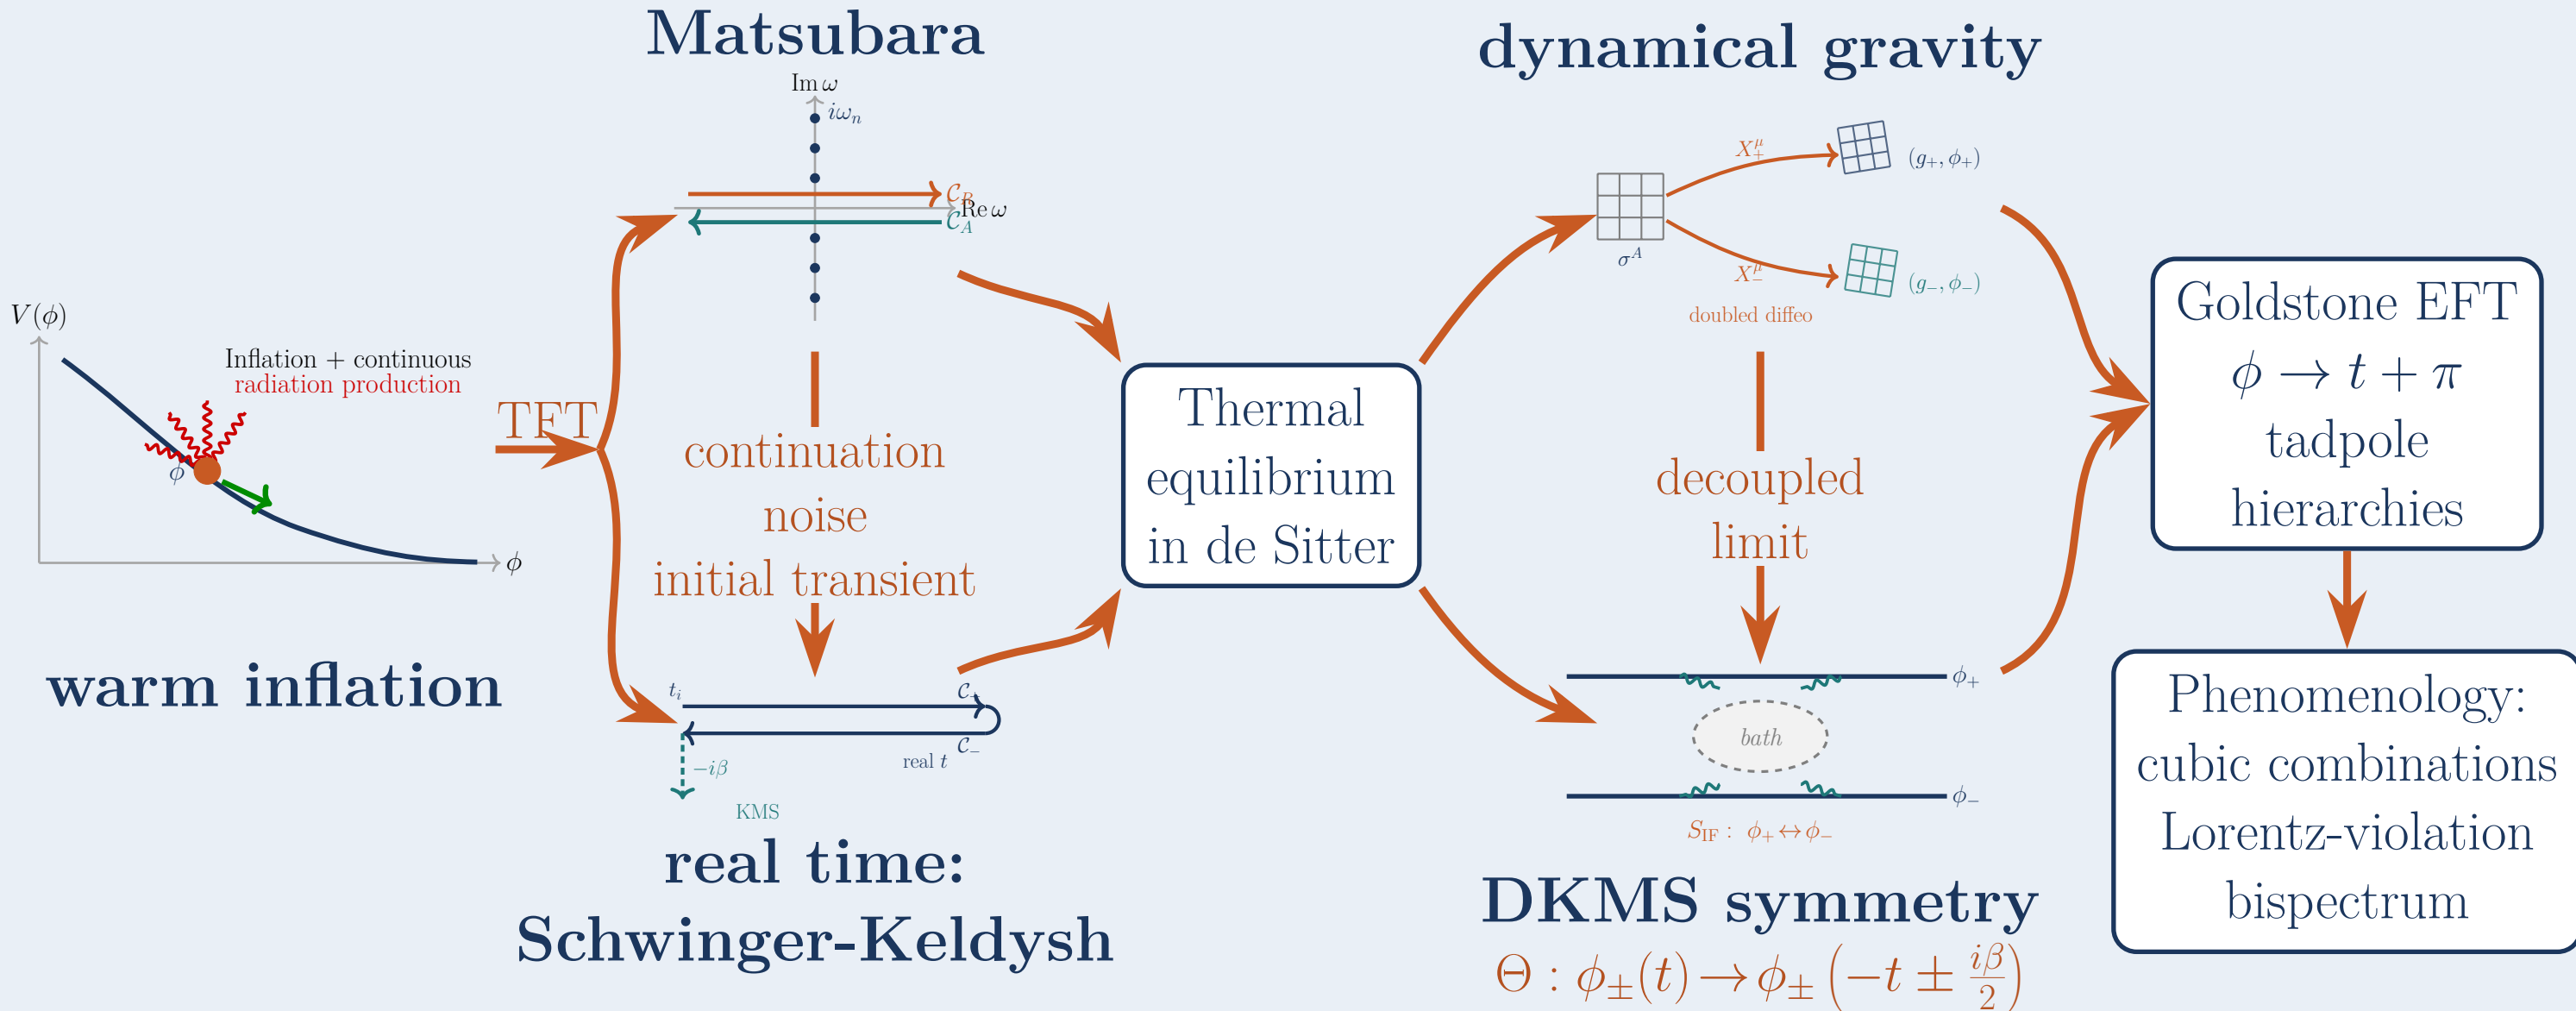 Matsubara
Im ω
iω_n
𝒞_R
Re ω
𝒞_A
V(ϕ)
Inflation + continuous
radiation production
ϕ
ϕ
warm inflation
TFT
continuation
noise
initial transient
t_i
𝒞_+
𝒞_−
real t
−iβ
KMS
real time:
Schwinger-Keldysh
Thermal
equilibrium
in de Sitter
dynamical gravity
X_+^μ
(g_+, ϕ_+)
σ^A
X_−^μ
(g_−, ϕ_−)
doubled diffeo
decoupled
limit
ϕ_+
bath
ϕ_−
S_IF : ϕ_+ ↔ ϕ_−
DKMS symmetry
Θ : ϕ_±(t) → ϕ_± (−t ± iβ/2)
Goldstone EFT
ϕ → t + π
tadpole
hierarchies
Phenomenology:
cubic combinations
Lorentz-violation
bispectrum